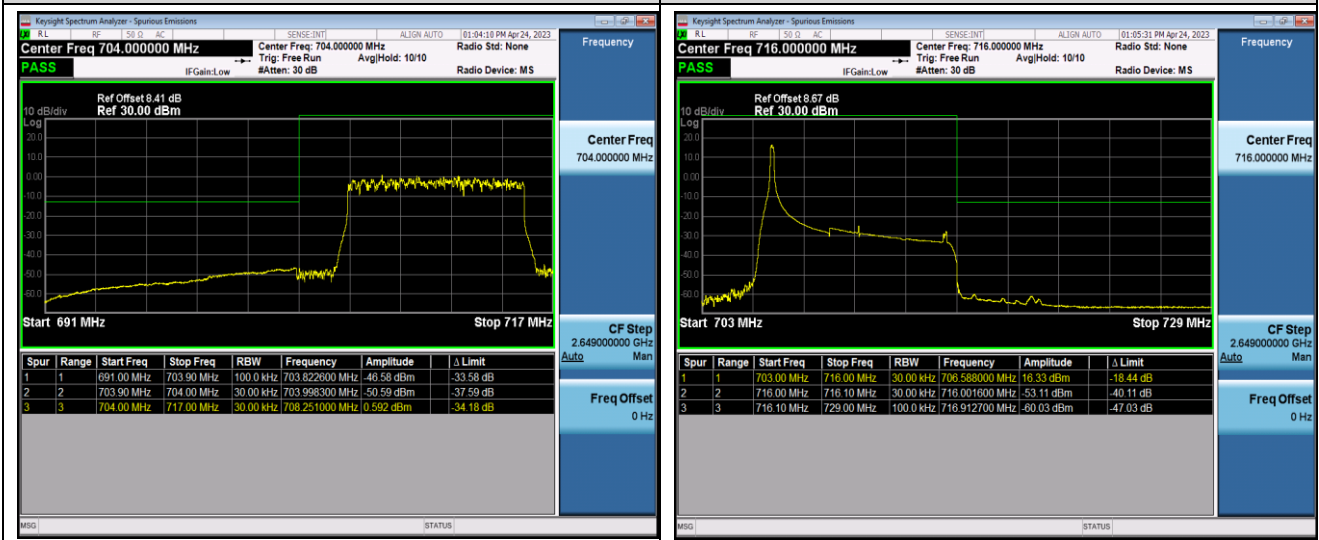 Keysight Spectrum Analyzer - Spurious Emissions
RL RF 50 Ω AC SENSE:INT ALIGN AUTO 01:04:10 PM Apr 24, 2023
Center Freq 704.000000 MHz
Center Freq: 704.000000 MHz
Radio Std: None
Trig: Free Run Avg|Hold: 10/10
PASS
IFGain:Low
#Atten: 30 dB
Radio Device: MS
Frequency
Ref Offset 8.41 dB
10 dB/div Ref 30.00 dBm
Log
20.0
10.0
0.00
-10.0
-20.0
-30.0
-40.0
-50.0
-60.0
Start 691 MHz Stop 717 MHz
Center Freq
704.000000 MHz
CF Step
2.649000000 GHz
Auto Man
Freq Offset
0 Hz
Spur Range Start Freq Stop Freq RBW Frequency Amplitude Δ Limit
1 1 691.00 MHz 703.90 MHz 100.0 kHz 703.822600 MHz -46.58 dBm -33.58 dB
2 2 703.90 MHz 704.00 MHz 30.00 kHz 703.998300 MHz -50.59 dBm -37.59 dB
3 3 704.00 MHz 717.00 MHz 30.00 kHz 708.251000 MHz 0.592 dBm -34.18 dB
MSG STATUS
Keysight Spectrum Analyzer - Spurious Emissions
RL RF 50 Ω AC SENSE:INT ALIGN AUTO 01:05:31 PM Apr 24, 2023
Center Freq 716.000000 MHz
Center Freq: 716.000000 MHz
Radio Std: None
Trig: Free Run Avg|Hold: 10/10
PASS
IFGain:Low
#Atten: 30 dB
Radio Device: MS
Frequency
Ref Offset 8.67 dB
10 dB/div Ref 30.00 dBm
Log
20.0
10.0
0.00
-10.0
-20.0
-30.0
-40.0
-50.0
-60.0
Start 703 MHz Stop 729 MHz
Center Freq
716.000000 MHz
CF Step
2.649000000 GHz
Auto Man
Freq Offset
0 Hz
Spur Range Start Freq Stop Freq RBW Frequency Amplitude Δ Limit
1 1 703.00 MHz 716.00 MHz 30.00 kHz 706.588000 MHz 16.33 dBm -18.44 dB
2 2 716.00 MHz 716.10 MHz 30.00 kHz 716.001600 MHz -53.11 dBm -40.11 dB
3 3 716.10 MHz 729.00 MHz 100.0 kHz 716.912700 MHz -60.03 dBm -47.03 dB
MSG STATUS